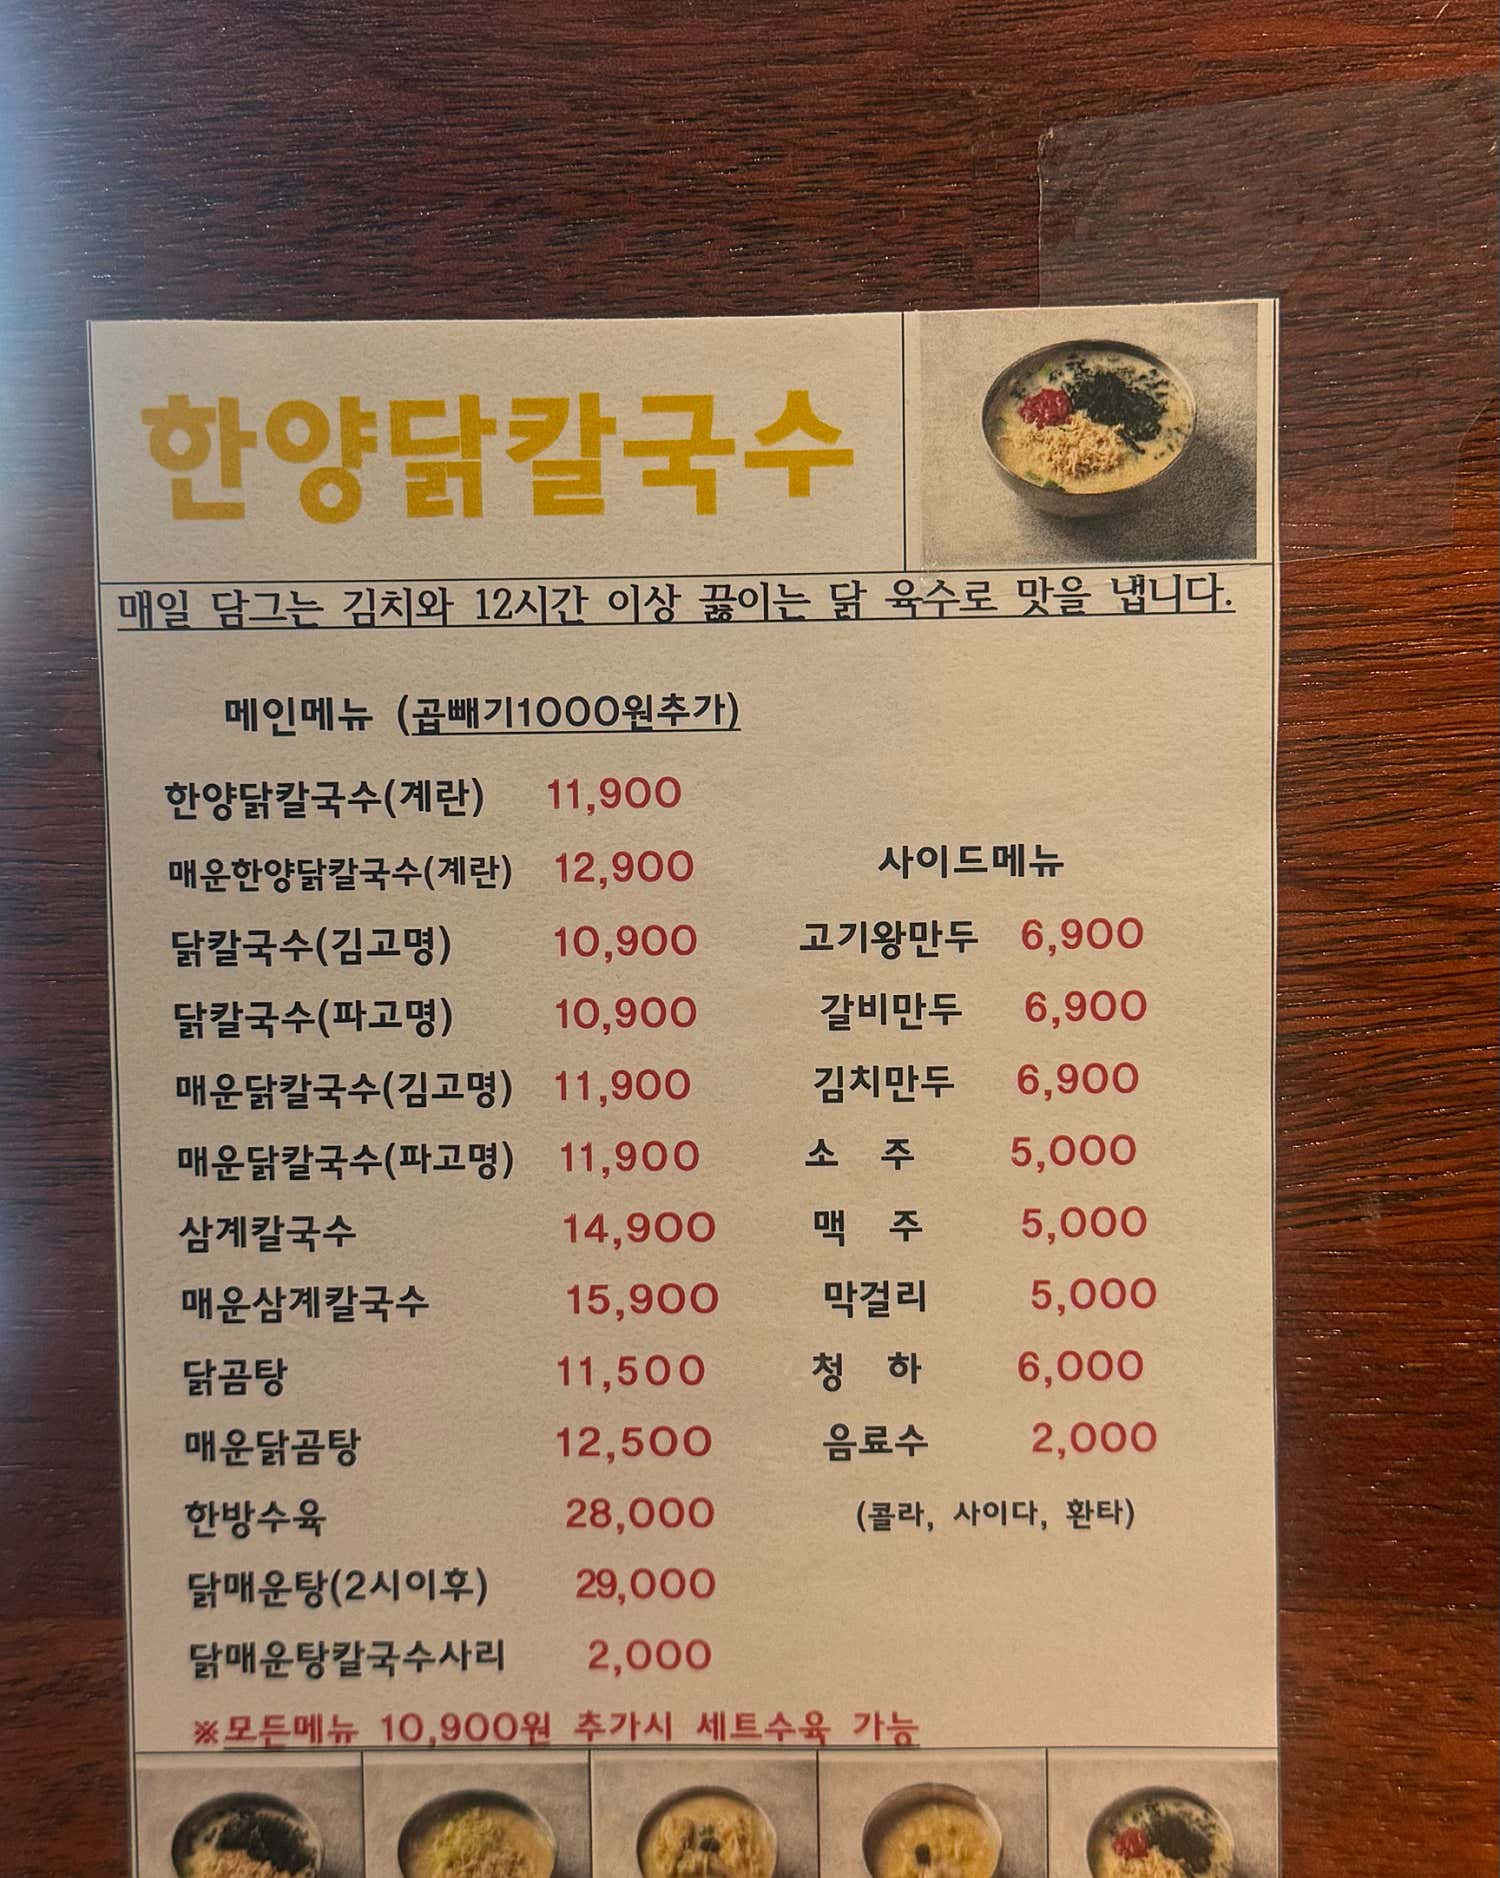 한양닭칼국수
매일 담그는 김치와 12시간 이상 끓이는 닭 육수로 맛을 냅니다.
메인메뉴 (곱빼기1000원추가)
한양닭칼국수(계란) 11,900
매운한양닭칼국수(계란) 12,900
닭칼국수(김고명) 10,900
닭칼국수(파고명) 10,900
매운닭칼국수(김고명) 11,900
매운닭칼국수(파고명) 11,900
삼계칼국수 14,900
매운삼계칼국수 15,900
닭곰탕 11,500
매운닭곰탕 12,500
한방수육 28,000
닭매운탕(2시이후) 29,000
닭매운탕칼국수사리 2,000
사이드메뉴
고기왕만두 6,900
갈비만두 6,900
김치만두 6,900
소 주 5,000
맥 주 5,000
막걸리 5,000
청 하 6,000
음료수 2,000
(콜라, 사이다, 환타)
※모든메뉴 10,900원 추가시 세트수육 가능